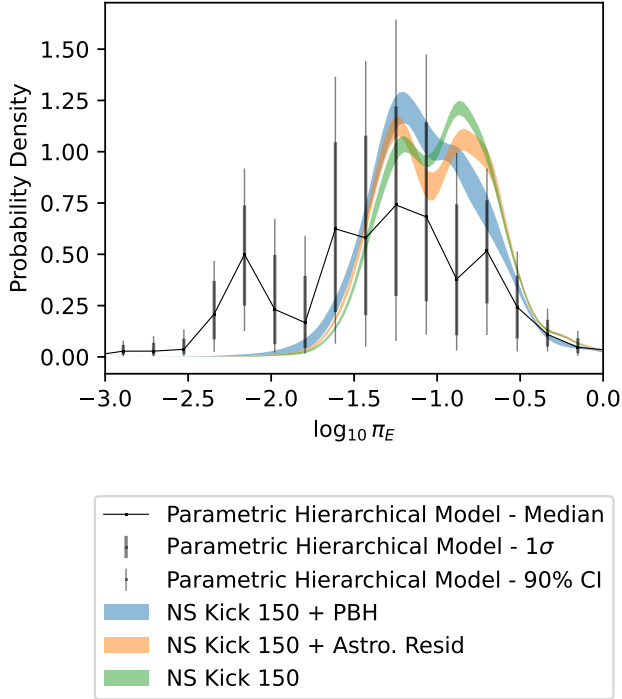 1.50
1.25
1.00
0.75
0.50
0.25
0.00
Probability Density
−3.0 −2.5 −2.0 −1.5 −1.0 −0.5 0.0
log₁₀ π_E
Parametric Hierarchical Model - Median
Parametric Hierarchical Model - 1σ
Parametric Hierarchical Model - 90% CI
NS Kick 150 + PBH
NS Kick 150 + Astro. Resid
NS Kick 150